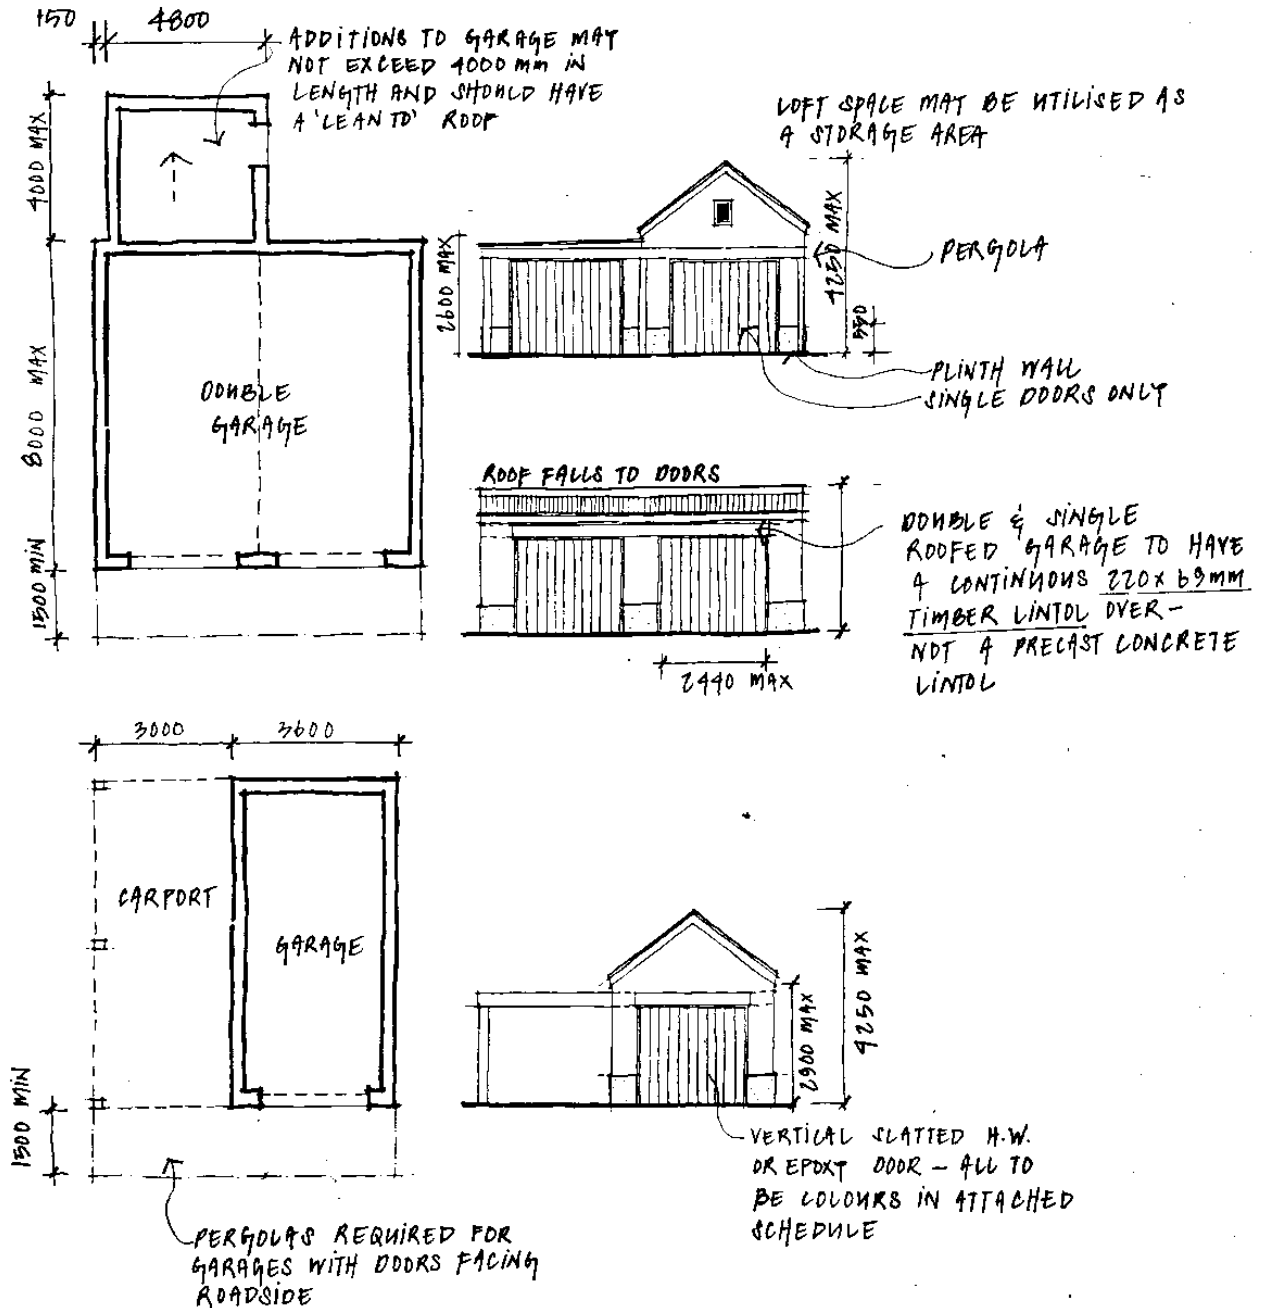 150
4800
ADDITIONS TO GARAGE MAY
NOT EXCEED 4000 mm IN
LENGTH AND SHOULD HAVE
A 'LEAN TO' ROOF
4000 MAX
LOFT SPACE MAY BE UTILISED AS
A STORAGE AREA
2600 MAX
4250 MAX
PERGOLA
550
PLINTH WALL
SINGLE DOORS ONLY
8000 MAX
DOUBLE
GARAGE
1500 MIN
ROOF FALLS TO DOORS
DOUBLE & SINGLE
ROOFED GARAGE TO HAVE
A CONTINUOUS 220 x 69mm
TIMBER LINTOL OVER –
NOT A PRECAST CONCRETE
LINTOL
2440 MAX
3000
3600
CARPORT
GARAGE
1500 MIN
2900 MAX
4250 MAX
VERTICAL SLATTED H.W.
OR EPOXY DOOR – ALL TO
BE COLOURS IN ATTACHED
SCHEDULE
PERGOLAS REQUIRED FOR
GARAGES WITH DOORS FACING
ROADSIDE